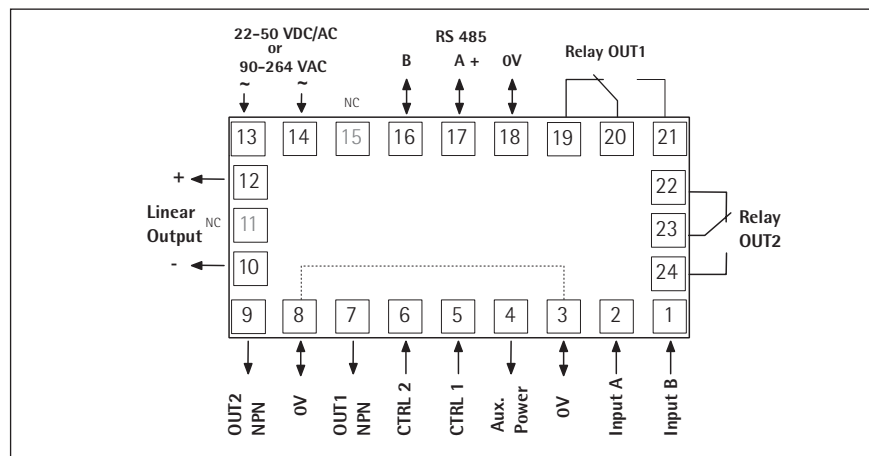 22-50 VDC/AC
or
90-264 VAC
~ ~
RS 485
B A + 0V
Relay OUT1
NC
13 14 15 16 17 18 19 20 21
+ 12 22
Linear
Output
NC 11 23
Relay
OUT2
- 10 24
9 8 7 6 5 4 3 2 1
OUT2
NPN
0V
OUT1
NPN
CTRL 2
CTRL 1
Aux.
Power
0V
Input A
Input B